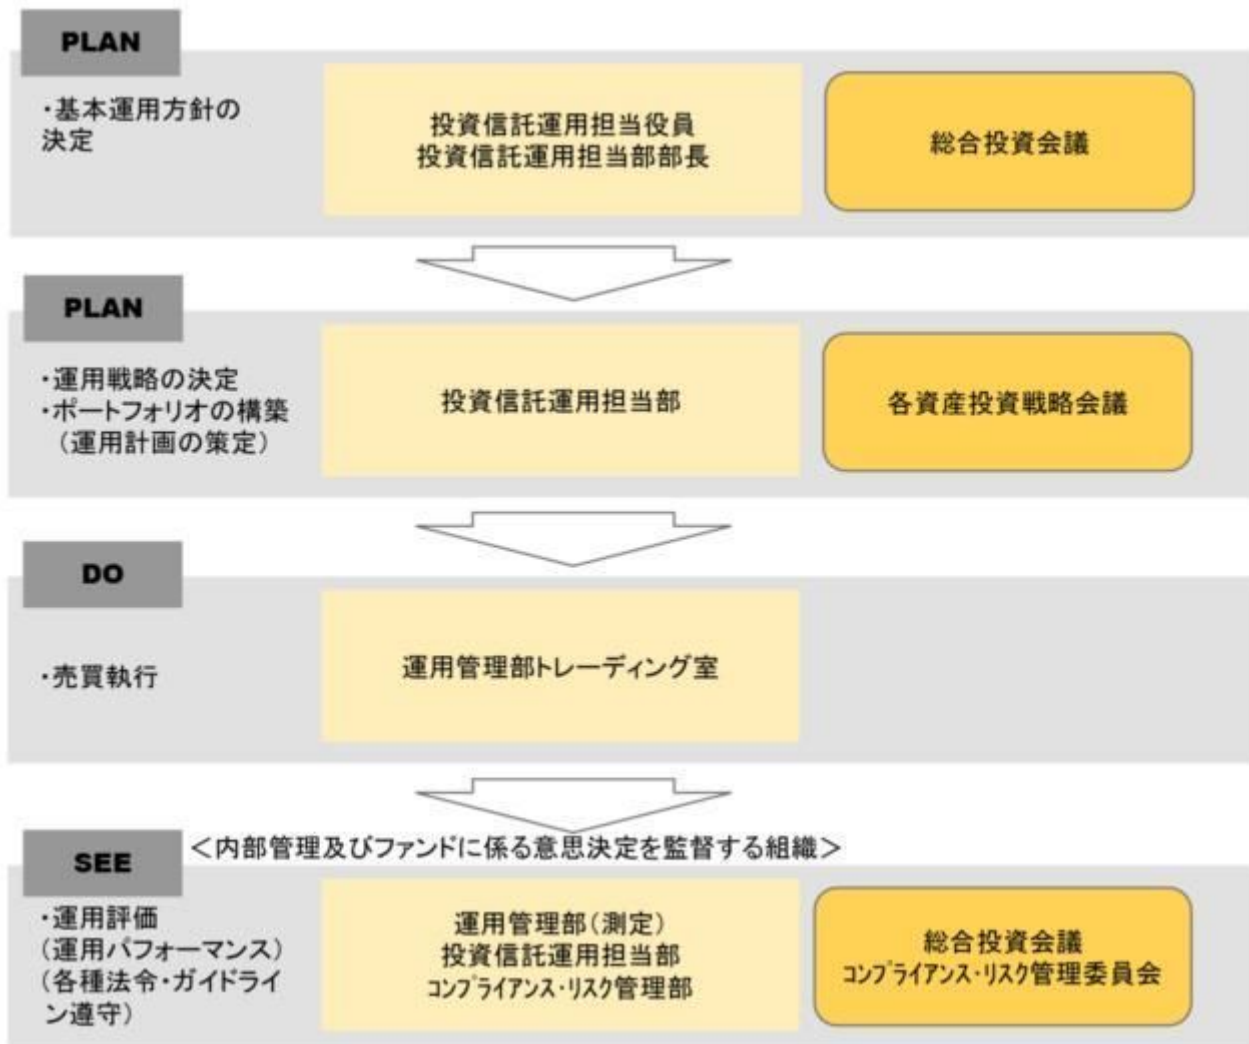 PLAN
・基本運用方針の
決定
投資信託運用担当役員
投資信託運用担当部部長
総合投資会議
PLAN
・運用戦略の決定
・ポートフォリオの構築
（運用計画の策定）
投資信託運用担当部
各資産投資戦略会議
DO
・売買執行
運用管理部トレーディング室
SEE
＜内部管理及びファンドに係る意思決定を監督する組織＞
・運用評価
（運用パフォーマンス）
（各種法令・ガイドライ
ン遵守）
運用管理部（測定）
投資信託運用担当部
ｺﾝﾌﾟﾗｲｱﾝｽ・ﾘｽｸ管理部
総合投資会議
ｺﾝﾌﾟﾗｲｱﾝｽ・ﾘｽｸ管理委員会